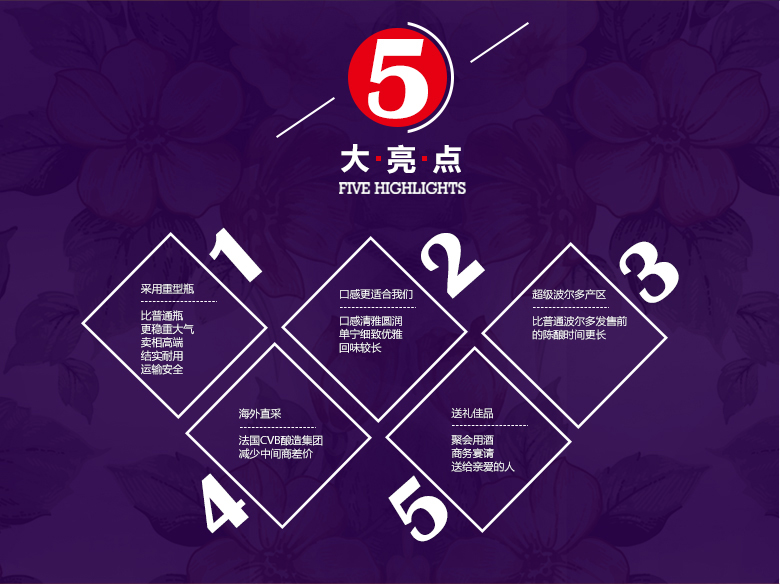 5
大·亮·点
FIVE HIGHLIGHTS
1
采用重型瓶
比普通瓶
更稳重大气
卖相高端
结实耐用
运输安全
2
口感更适合我们
口感清雅圆润
单宁细致优雅
回味较长
3
超级波尔多产区
比普通波尔多发售前
的陈酿时间更长
4
海外直采
法国CVB酿造集团
减少中间商差价
5
送礼佳品
聚会用酒
商务宴请
送给亲爱的人